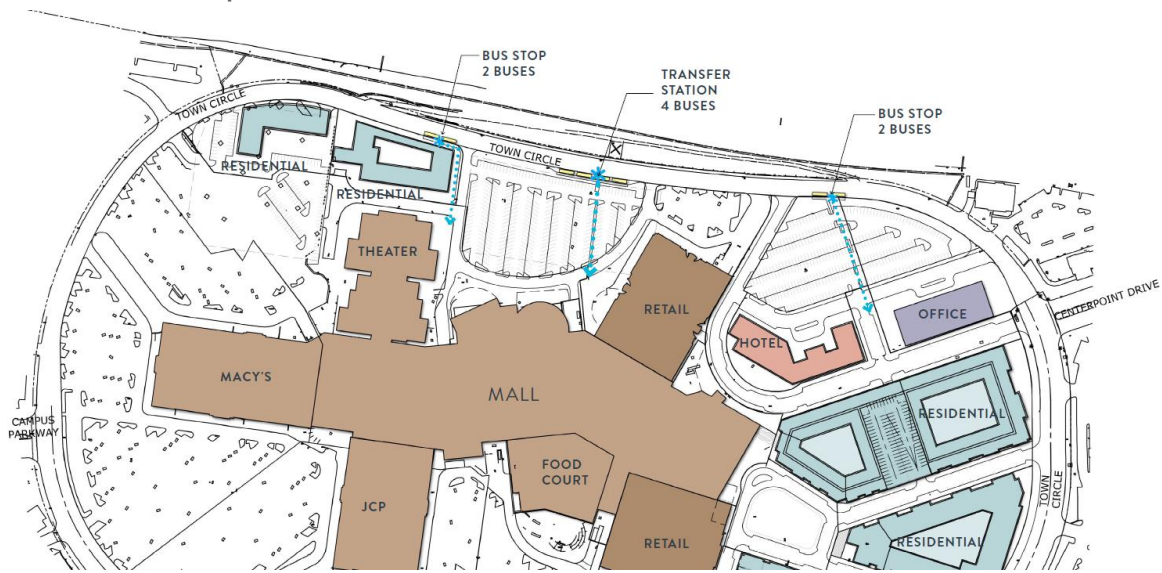 BUS STOP
2 BUSES
TRANSFER
STATION
4 BUSES
BUS STOP
2 BUSES
TOWN CIRCLE
TOWN CIRCLE
RESIDENTIAL
RESIDENTIAL
THEATER
RETAIL
OFFICE
CENTERPOINT DRIVE
HOTEL
MACY'S
MALL
RESIDENTIAL
CAMPUS
PARKWAY
FOOD
COURT
TOWN
CIRCLE
JCP
RETAIL
RESIDENTIAL